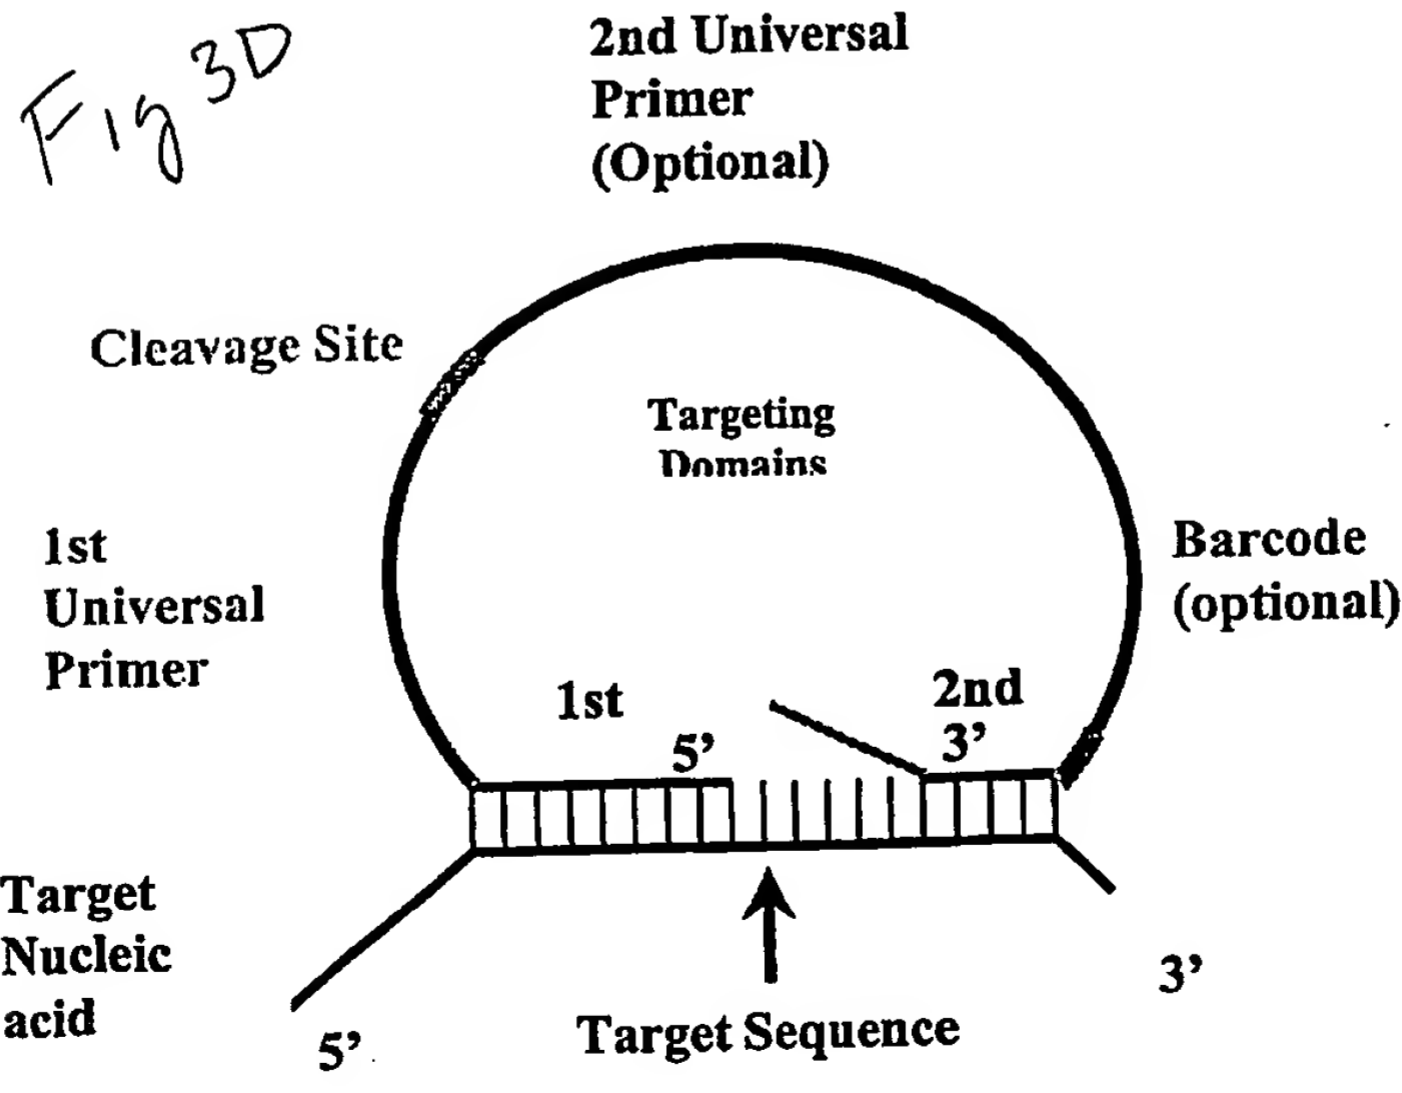 Fig 3D
2nd Universal
Primer
(Optional)
Cleavage Site
Targeting
Domains
1st
Universal
Primer
Barcode
(optional)
1st
2nd
5’
3’
Target
Nucleic
acid
5’
Target Sequence
3’